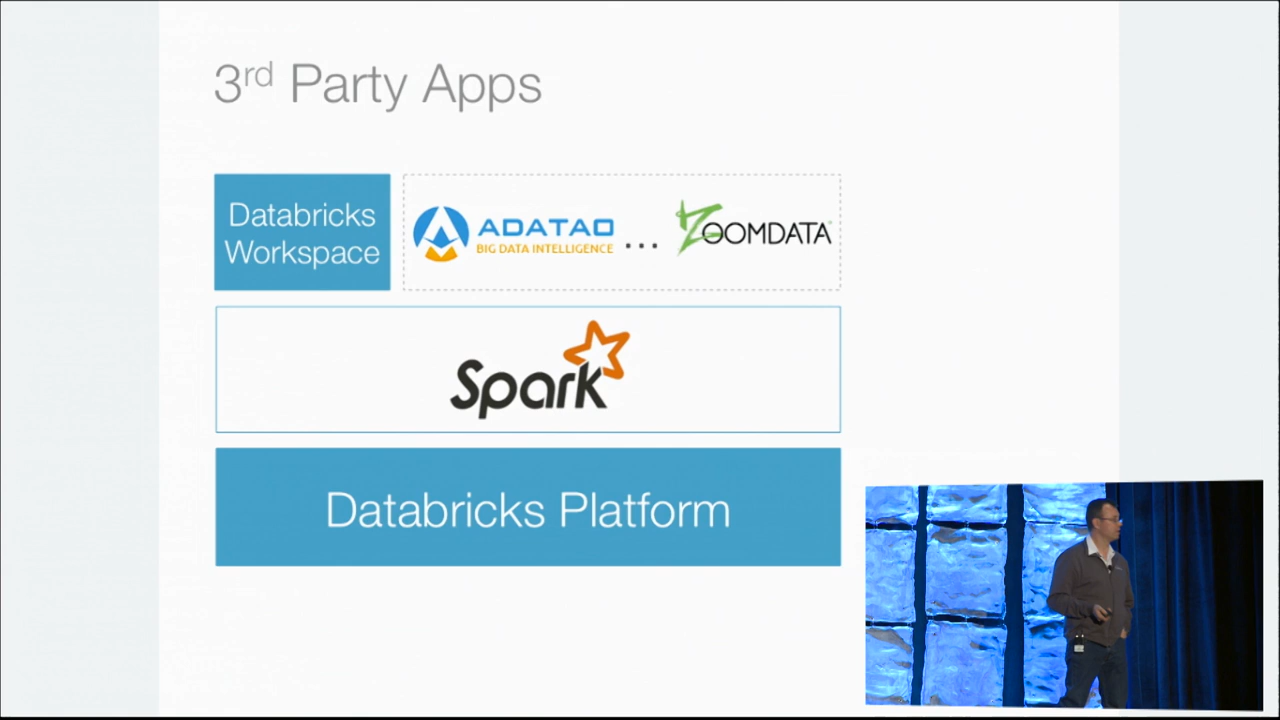 3rd Party Apps
Databricks
Workspace
ADATAO
BIG DATA INTELLIGENCE
...
ZOOMDATA
Spark
Databricks Platform